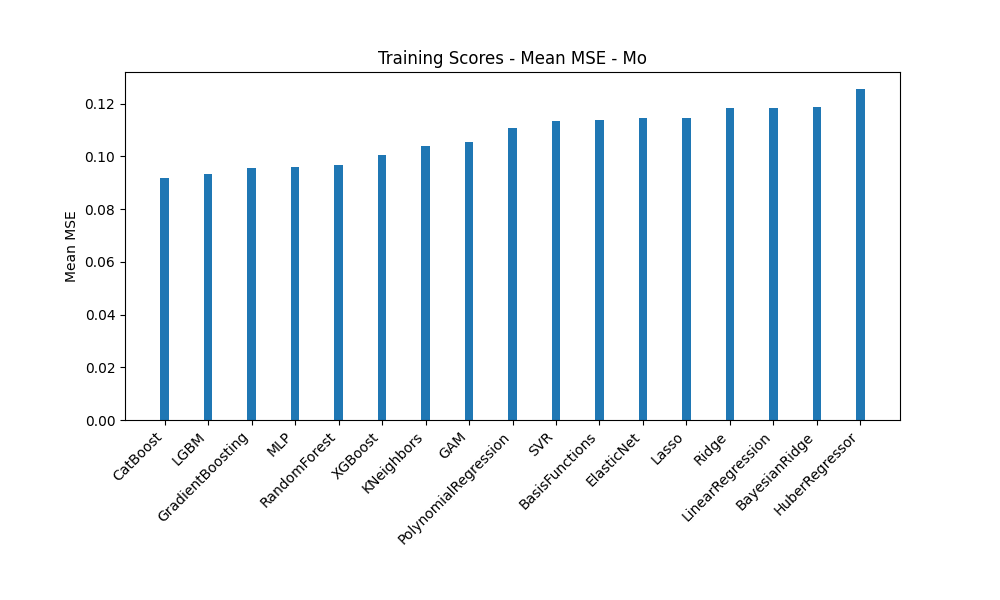 Training Scores - Mean MSE - Mo
Mean MSE
0.12
0.10
0.08
0.06
0.04
0.02
0.00
CatBoost
LGBM
GradientBoosting
MLP
RandomForest
XGBoost
KNeighbors
GAM
PolynomialRegression
SVR
BasisFunctions
ElasticNet
Lasso
Ridge
LinearRegression
BayesianRidge
HuberRegressor